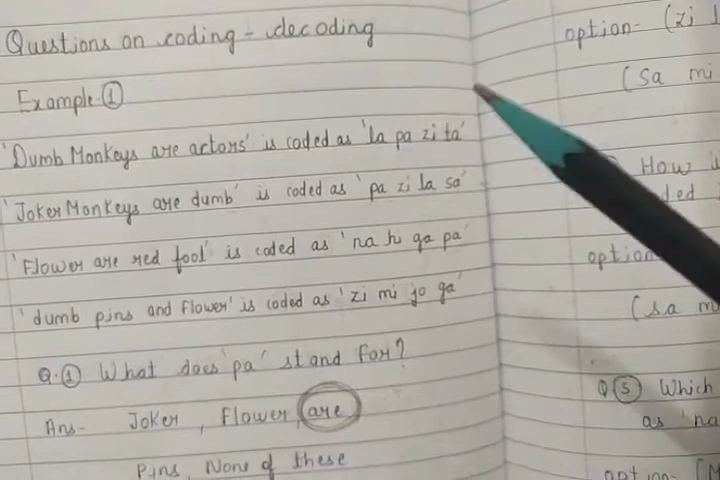 Questions on coding - decoding
Example ①
'Dumb Monkeys are actors' is coded as 'la pa zi ta'
'Joker Monkeys are dumb' is coded as 'pa zi la sa'
'Flower are red fool' is coded as 'na hi ga pa'
'dumb pins and flower' is coded as 'zi mi jo ga'
Q.① What does 'pa' stand for?
Ans- Joker, Flower, are
Pins, None of these
option- (zi
(sa mi
How
option
(sa m
Q⑤ Which
as 'na